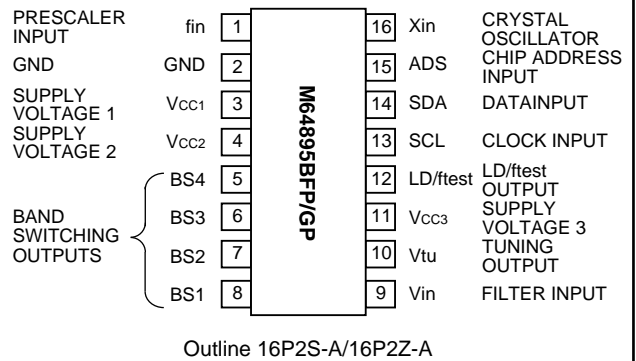 PRESCALER
INPUT
fin 1
GND GND 2
SUPPLY
VOLTAGE 1
Vcc1 3
SUPPLY
VOLTAGE 2
Vcc2 4
BAND
SWITCHING
OUTPUTS
BS4 5
BS3 6
BS2 7
BS1 8
M64895BFP/GP
16 Xin CRYSTAL
OSCILLATOR
15 ADS CHIP ADDRESS
INPUT
14 SDA DATAINPUT
13 SCL CLOCK INPUT
12 LD/ftest LD/ftest
OUTPUT
11 Vcc3 SUPPLY
VOLTAGE 3
10 Vtu TUNING
OUTPUT
9 Vin FILTER INPUT
Outline 16P2S-A/16P2Z-A